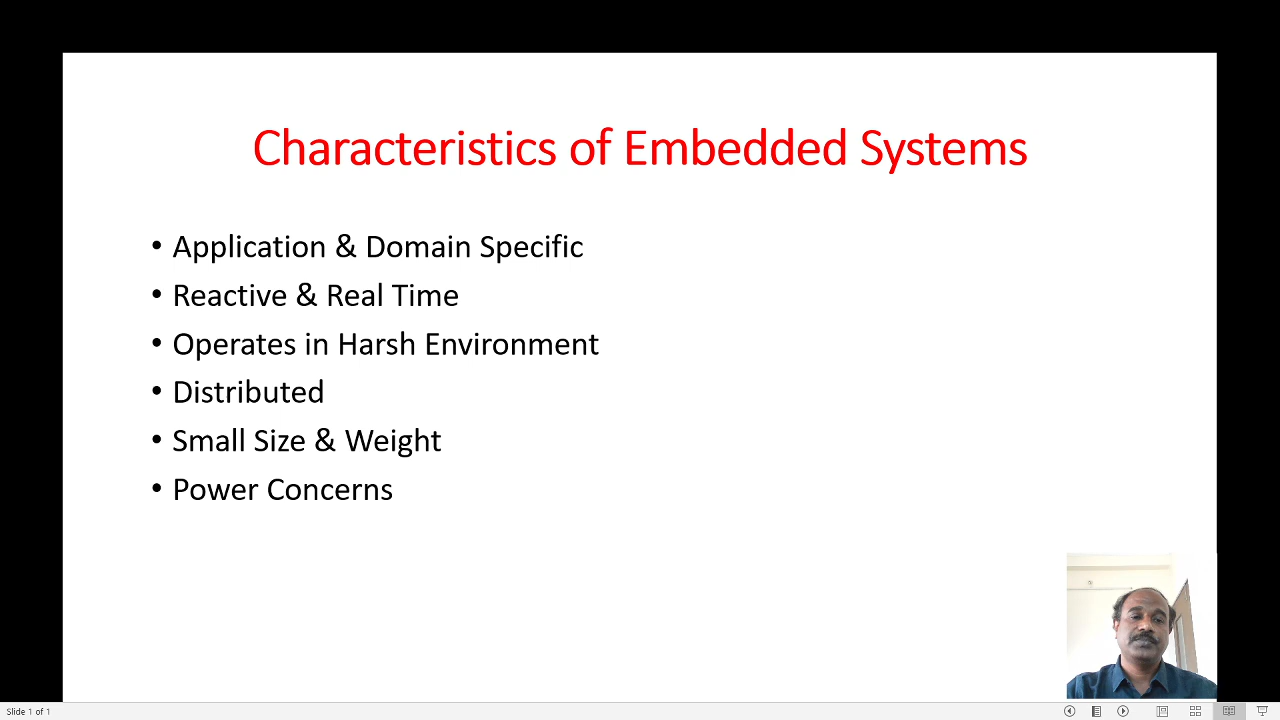 Characteristics of Embedded Systems
• Application & Domain Specific
• Reactive & Real Time
• Operates in Harsh Environment
• Distributed
• Small Size & Weight
• Power Concerns
Slide 1 of 1